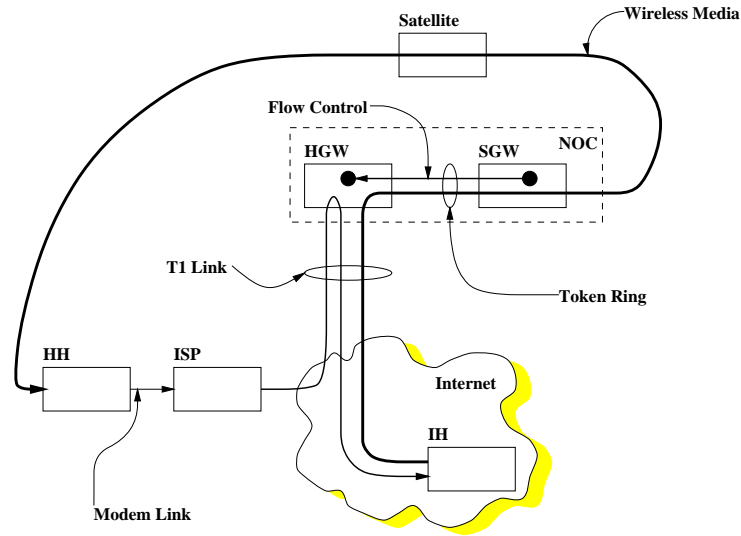 Satellite
Wireless Media
Flow Control
NOC
HGW
SGW
T1 Link
Token Ring
HH
ISP
Internet
IH
Modem Link